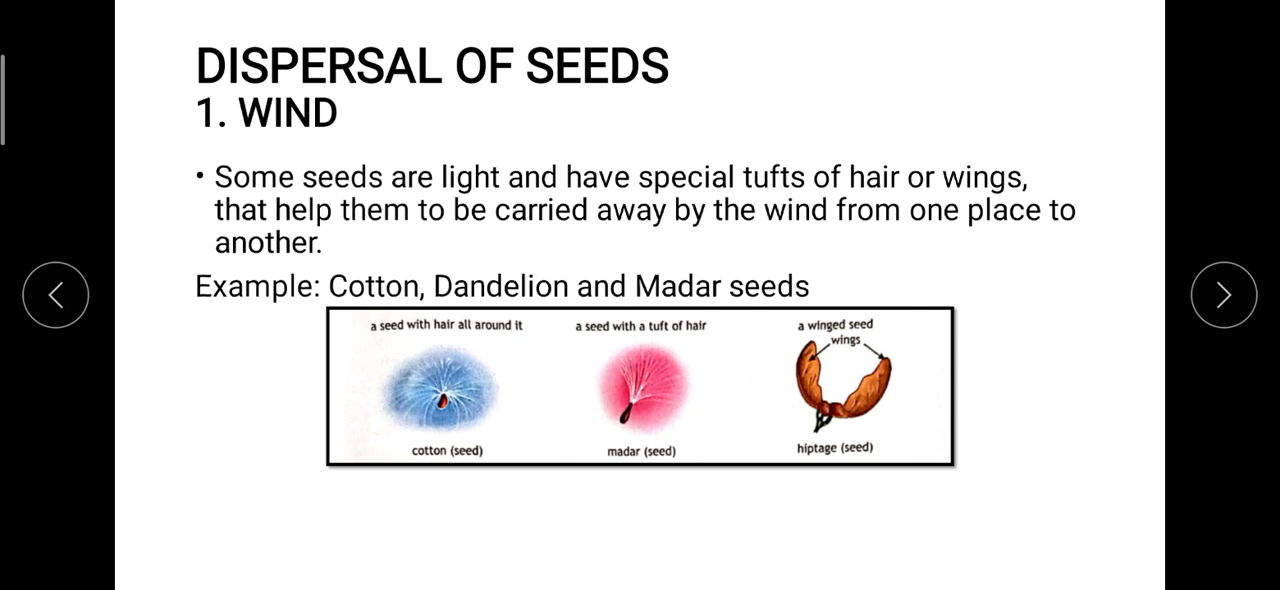 DISPERSAL OF SEEDS
1. WIND
• Some seeds are light and have special tufts of hair or wings,
that help them to be carried away by the wind from one place to
another.
Example: Cotton, Dandelion and Madar seeds
a seed with hair all around it
a seed with a tuft of hair
a winged seed
wings
cotton (seed)
madar (seed)
hiptage (seed)